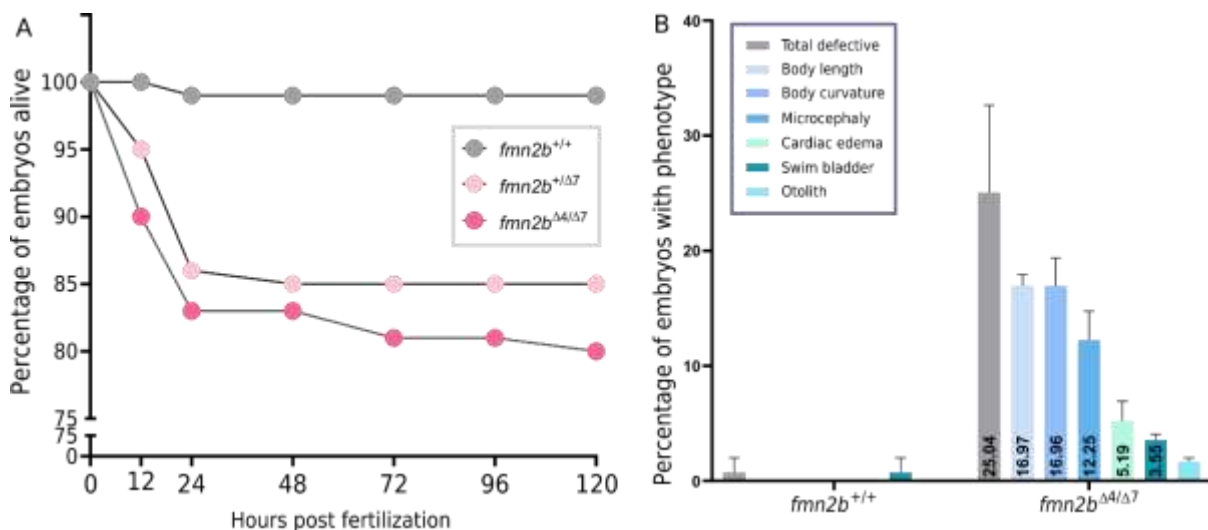 A
Percentage of embryos alive
100
95
90
85
80
75
75
0
0
12
24
48
72
96
120
Hours post fertilization
fmn2b+/+
fmn2b+/Δ7
fmn2bΔ4/Δ7
B
Percentage of embryos with phenotype
40
30
20
10
0
Total defective
Body length
Body curvature
Microcephaly
Cardiac edema
Swim bladder
Otolith
25.04
16.97
16.96
12.25
5.19
3.55
fmn2b+/+
fmn2bΔ4/Δ7